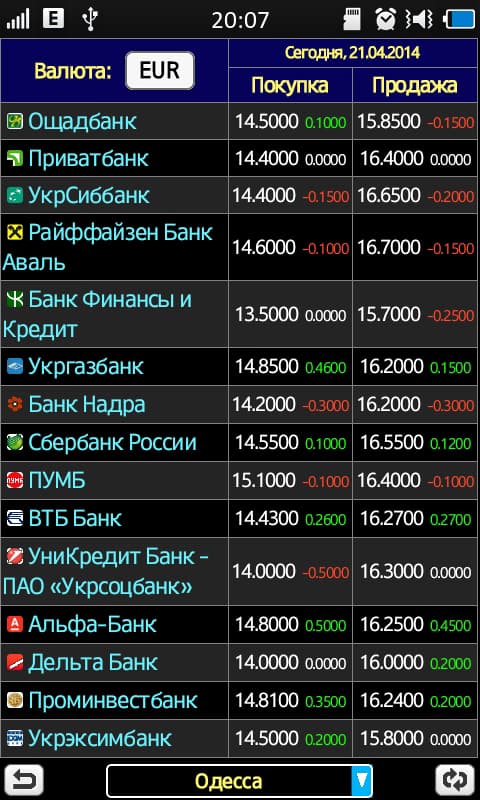 E 20:07
Валюта: EUR
Сегодня, 21.04.2014
Покупка Продажа
Ощадбанк 14.5000 0.1000 15.8500 -0.1500
Приватбанк 14.4000 0.0000 16.4000 0.0000
УкрСиббанк 14.4000 -0.1500 16.6500 -0.2000
Райффайзен Банк
Аваль 14.6000 -0.1000 16.7000 -0.1500
Банк Финансы и
Кредит 13.5000 0.0000 15.7000 -0.2500
Укргазбанк 14.8500 0.4600 16.2000 0.1500
Банк Надра 14.2000 -0.3000 16.2000 -0.3000
Сбербанк России 14.5500 0.1000 16.5500 0.1200
ПУМБ ПУМБ 15.1000 -0.1000 16.4000 -0.1000
ВТБ Банк 14.4300 0.2600 16.2700 0.2700
УниКредит Банк -
ПАО «Укрсоцбанк» 14.0000 -0.5000 16.3000 0.0000
А Альфа-Банк 14.8000 0.5000 16.2500 0.4500
Дельта Банк 14.0000 0.0000 16.0000 0.2000
Проминвестбанк 14.8100 0.3500 16.2400 0.2000
Укрэксимбанк 14.5000 0.2000 15.8000 0.0000
Одесса